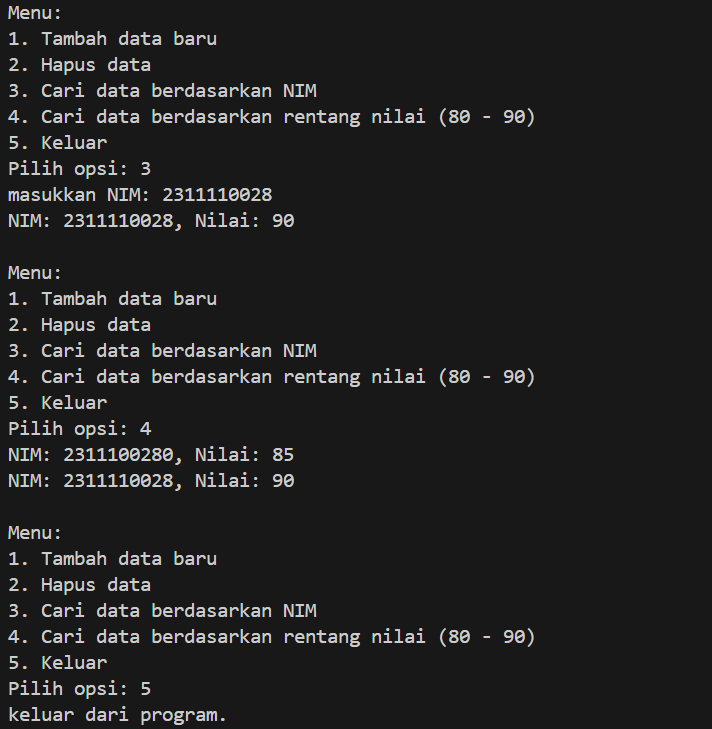 Menu:
1. Tambah data baru
2. Hapus data
3. Cari data berdasarkan NIM
4. Cari data berdasarkan rentang nilai (80 - 90)
5. Keluar
Pilih opsi: 3
masukkan NIM: 2311110028
NIM: 2311110028, Nilai: 90

Menu:
1. Tambah data baru
2. Hapus data
3. Cari data berdasarkan NIM
4. Cari data berdasarkan rentang nilai (80 - 90)
5. Keluar
Pilih opsi: 4
NIM: 2311100280, Nilai: 85
NIM: 2311110028, Nilai: 90

Menu:
1. Tambah data baru
2. Hapus data
3. Cari data berdasarkan NIM
4. Cari data berdasarkan rentang nilai (80 - 90)
5. Keluar
Pilih opsi: 5
keluar dari program.